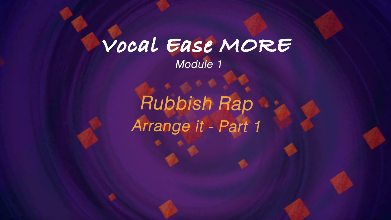 Vocal Ease MORE
Module 1
Rubbish Rap
Arrange it - Part 1